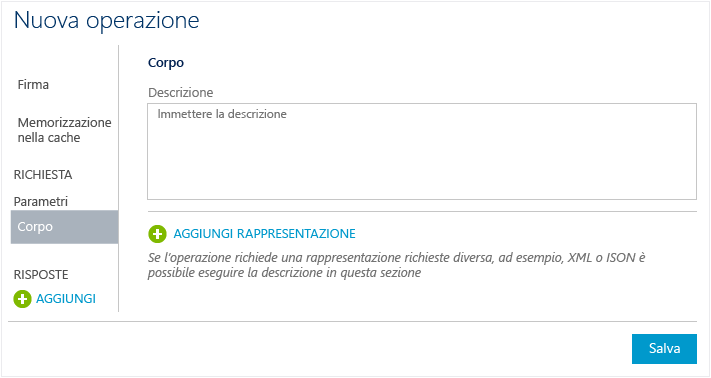 Nuova operazione
Firma
Memorizzazione
nella cache
RICHIESTA
Parametri
Corpo
RISPOSTE
AGGIUNGI
Corpo
Descrizione
Immettere la descrizione
AGGIUNGI RAPPRESENTAZIONE
Se l'operazione richiede una rappresentazione richieste diversa, ad esempio, XML o ISON è
possibile eseguire la descrizione in questa sezione
Salva